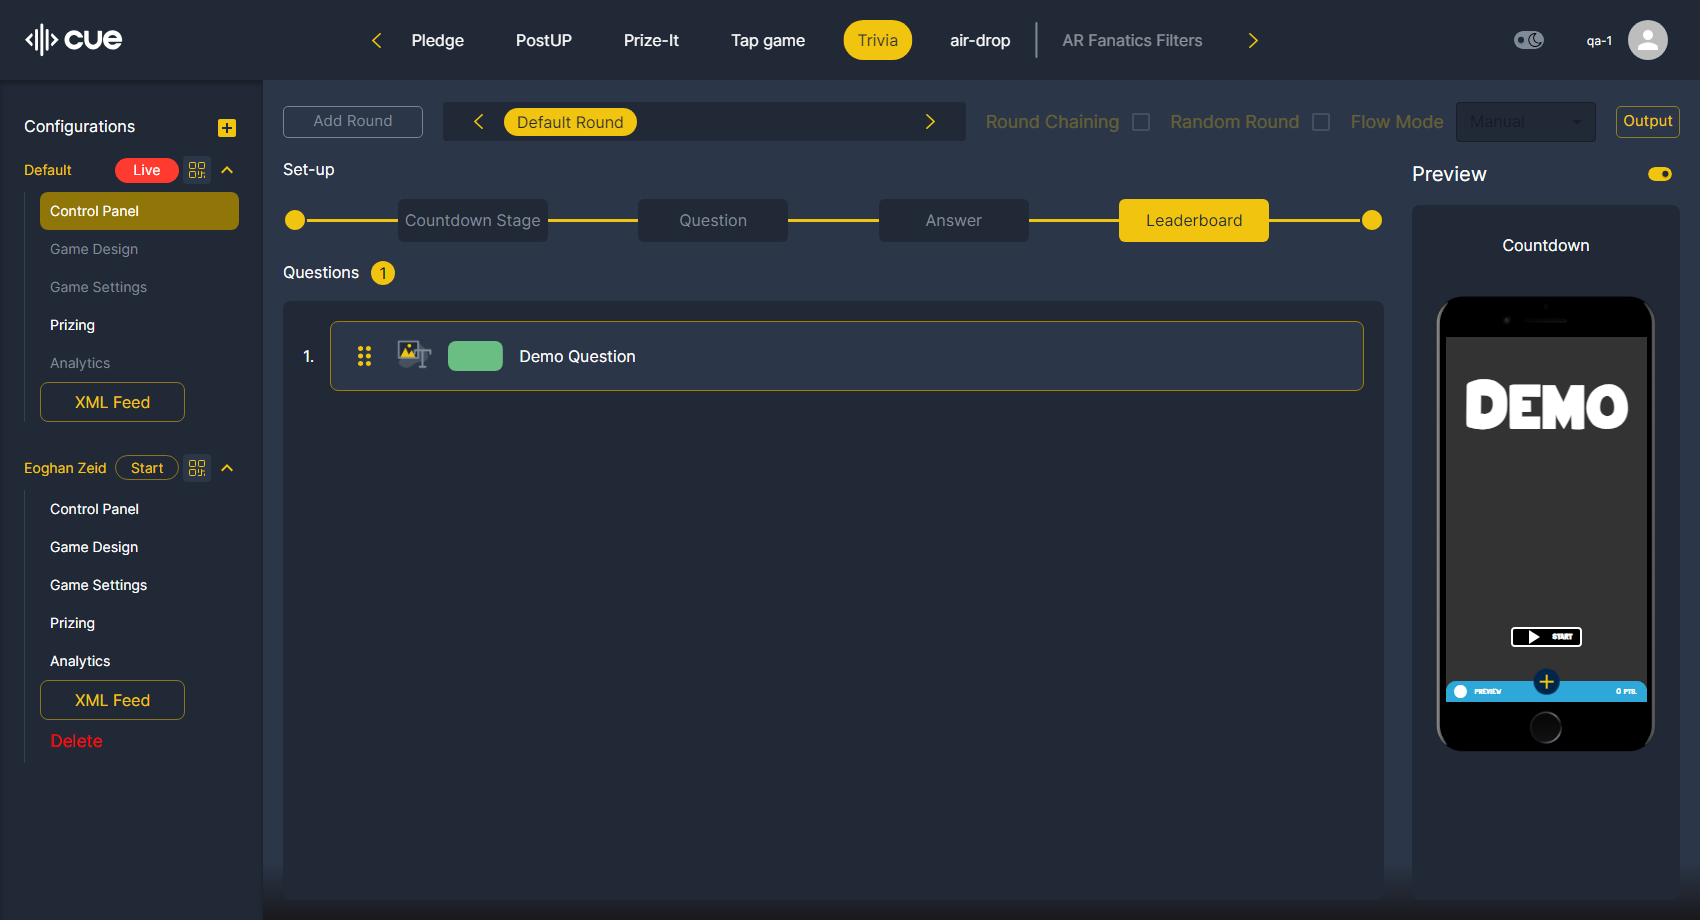 cue
Pledge
PostUP
Prize-It
Tap game
Trivia
air-drop
AR Fanatics Filters
qa-1
Configurations
Default
Live
Control Panel
Game Design
Game Settings
Prizing
Analytics
XML Feed
Eoghan Zeid
Start
Control Panel
Game Design
Game Settings
Prizing
Analytics
XML Feed
Delete
Add Round
Default Round
Round Chaining
Random Round
Flow Mode
Manual
Output
Set-up
Countdown Stage
Question
Answer
Leaderboard
Questions 1
1.
Demo Question
Preview
Countdown
DEMO
START
PREVIEW
0 PTS.